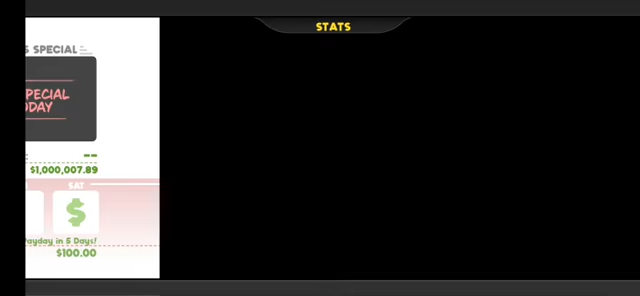 STATS
S SPECIAL
PECIAL
DAY
--
$1,000,007.89
SAT
$
ayday in 5 Days!
$100.00